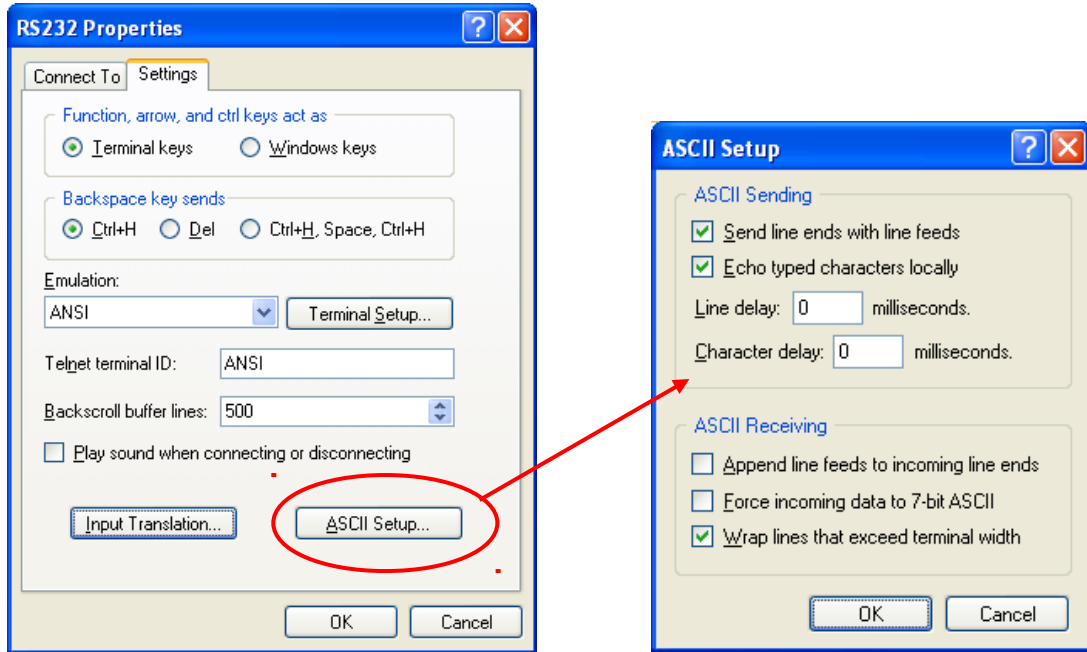 RS232 Properties
Connect To Settings
Function, arrow, and ctrl keys act as
Terminal keys Windows keys
Backspace key sends
Ctrl+H Del Ctrl+H, Space, Ctrl+H
Emulation:
ANSI Terminal Setup...
Telnet terminal ID: ANSI
Backscroll buffer lines: 500
Play sound when connecting or disconnecting
Input Translation... ASCII Setup...
OK Cancel
ASCII Setup
ASCII Sending
Send line ends with line feeds
Echo typed characters locally
Line delay: 0 milliseconds.
Character delay: 0 milliseconds.
ASCII Receiving
Append line feeds to incoming line ends
Force incoming data to 7-bit ASCII
Wrap lines that exceed terminal width
OK Cancel